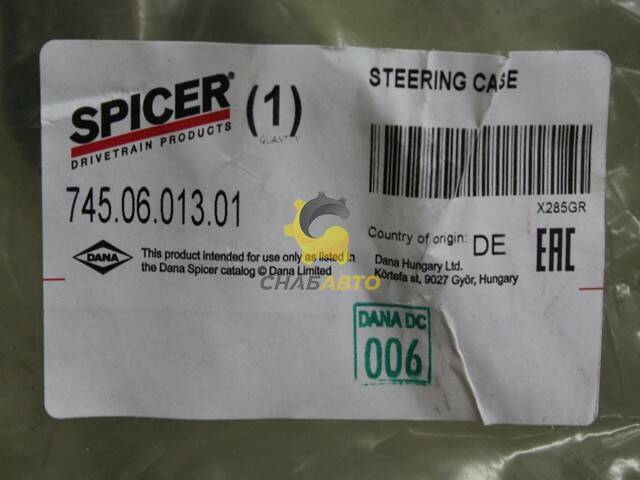 SPICER®
DRIVETRAIN PRODUCTS
(1)
QUANTITY
STEERING CASE
X285GR
745.06.013.01
Country of origin: DE
EAC
DANA
This product intended for use only as listed in
the Dana Spicer catalog © Dana Limited
Dana Hungary Ltd.
Körtefa st, 9027 Győr, Hungary
СНАБАВТО
DANA DC
006